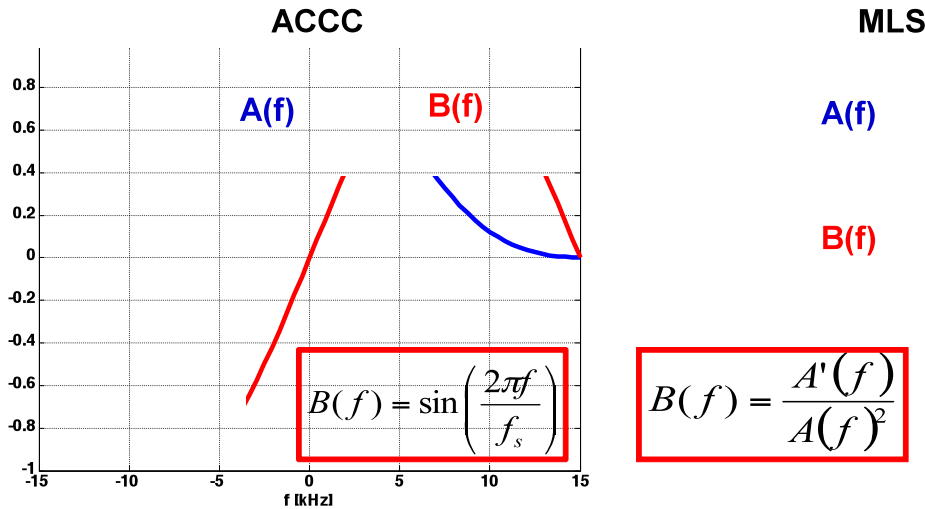 ACCC
MLS
A(f)
B(f)
A(f)
B(f)
0.8
0.6
0.4
0.2
0
-0.2
-0.4
-0.6
-0.8
-1
-15
-10
-5
0
5
10
15
f [kHz]
B(f) = sin(2πf / f_s)
B(f) = A'(f) / A(f)²